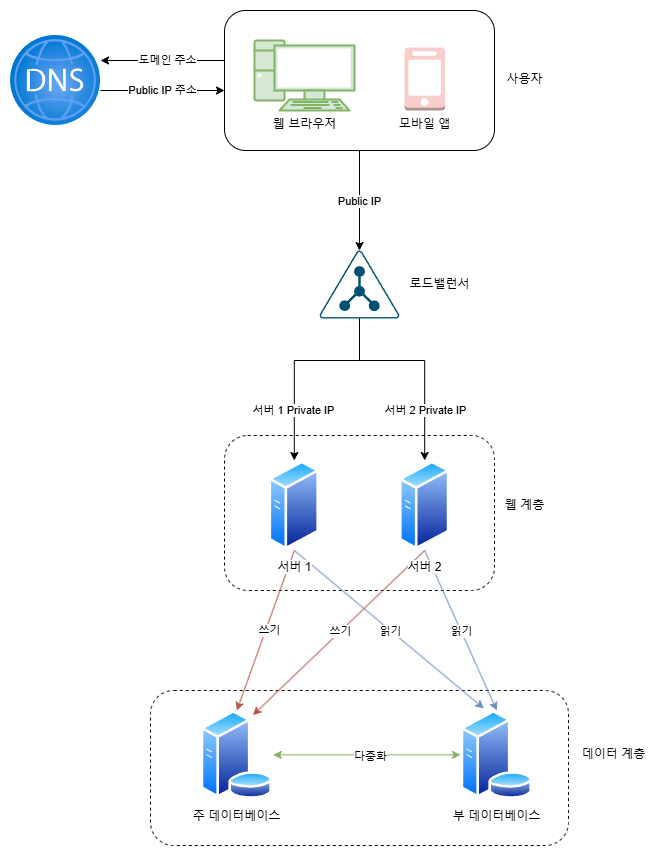 DNS
도메인 주소
Public IP 주소
웹 브라우저
모바일 앱
사용자
Public IP
로드밸런서
서버 1 Private IP
서버 2 Private IP
웹 계층
서버 1
서버 2
쓰기
쓰기
읽기
읽기
데이터 계층
다중화
주 데이터베이스
부 데이터베이스